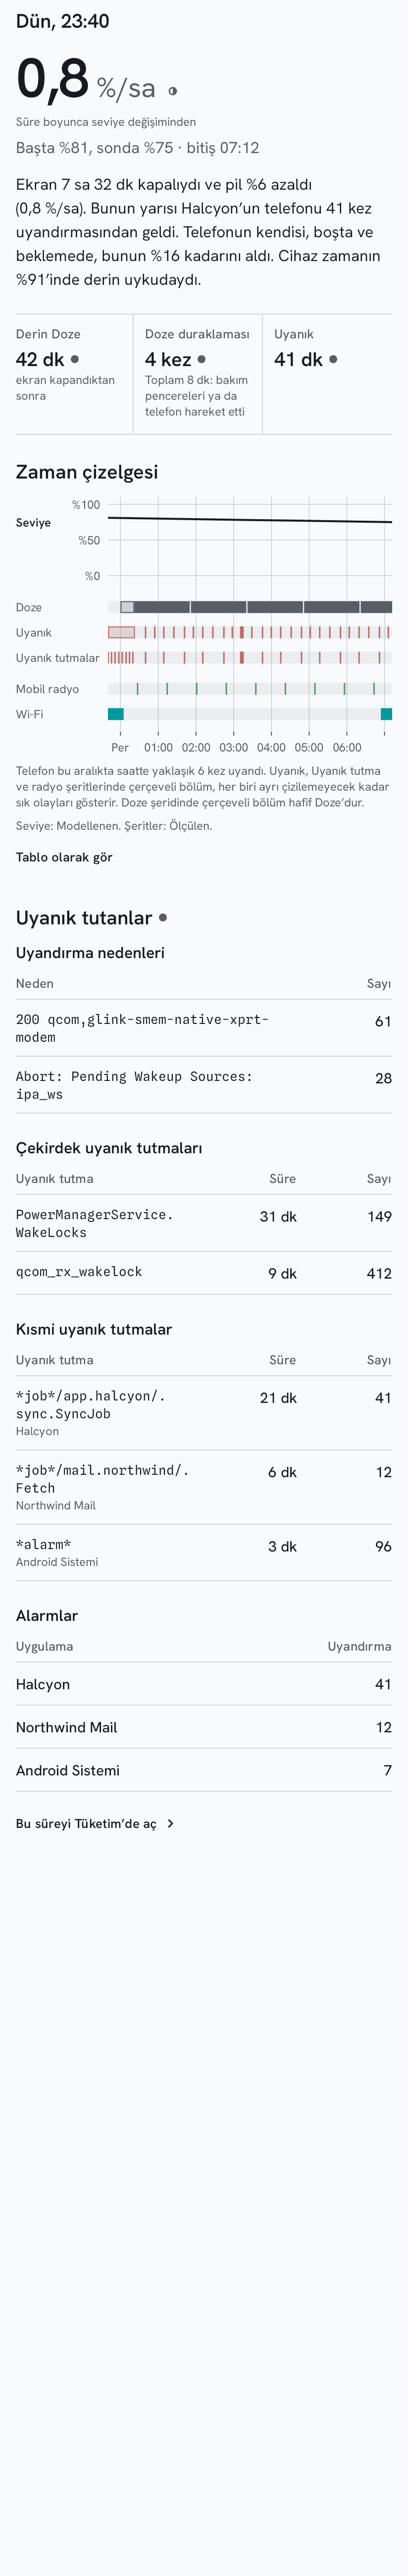 Dün, 23:40
0,8 %/sa
Süre boyunca seviye değişiminden
Başta %81, sonda %75 · bitiş 07:12
Ekran 7 sa 32 dk kapalıydı ve pil %6 azaldı
(0,8 %/sa). Bunun yarısı Halcyon’un telefonu 41 kez
uyandırmasından geldi. Telefonun kendisi, boşta ve
beklemede, bunun %16 kadarını aldı. Cihaz zamanın
%91’inde derin uykudaydı.
Derin Doze
42 dk
ekran kapandıktan
sonra
Doze duraklaması
4 kez
Toplam 8 dk: bakım
pencereleri ya da
telefon hareket etti
Uyanık
41 dk
Zaman çizelgesi
Seviye
%100
%50
%0
Doze
Uyanık
Uyanık tutmalar
Mobil radyo
Wi-Fi
Per 01:00 02:00 03:00 04:00 05:00 06:00
Telefon bu aralıkta saatte yaklaşık 6 kez uyandı. Uyanık, Uyanık tutma
ve radyo şeritlerinde çerçeveli bölüm, her biri ayrı çizilemeyecek kadar
sık olayları gösterir. Doze şeridinde çerçeveli bölüm hafif Doze’dur.
Seviye: Modellenen. Şeritler: Ölçülen.
Tablo olarak gör
Uyanık tutanlar
Uyandırma nedenleri
Neden Sayı
200 qcom,glink-smem-native-xprt-
modem 61
Abort: Pending Wakeup Sources:
ipa_ws 28
Çekirdek uyanık tutmaları
Uyanık tutma Süre Sayı
PowerManagerService.
WakeLocks 31 dk 149
qcom_rx_wakelock 9 dk 412
Kısmi uyanık tutmalar
Uyanık tutma Süre Sayı
*job*/app.halcyon/.
sync.SyncJob 21 dk 41
Halcyon
*job*/mail.northwind/.
Fetch 6 dk 12
Northwind Mail
*alarm* 3 dk 96
Android Sistemi
Alarmlar
Uygulama Uyandırma
Halcyon 41
Northwind Mail 12
Android Sistemi 7
Bu süreyi Tüketim’de aç